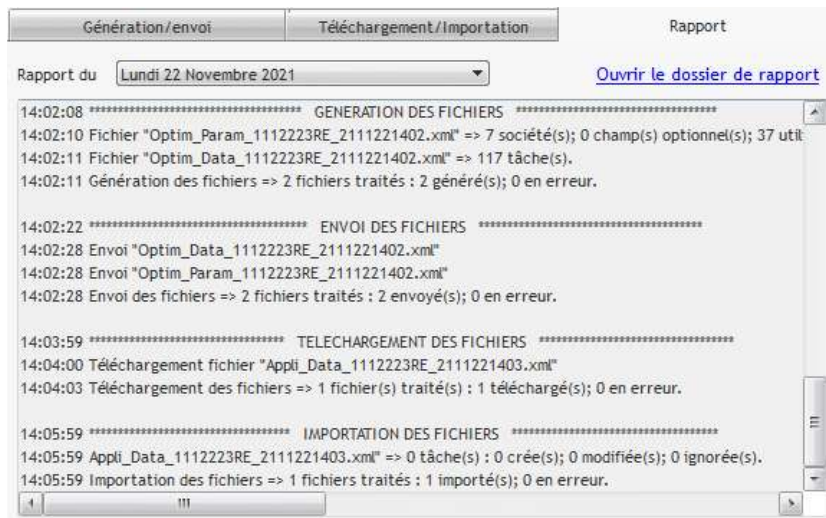 Génération/envoi
Téléchargement/Importation
Rapport
Rapport du
Lundi 22 Novembre 2021
Ouvrir le dossier de rapport
14:02:08 ************************************* GENERATION DES FICHIERS ***********************************
14:02:10 Fichier "Optim_Param_1112223RE_2111221402.xml" => 7 société(s); 0 champ(s) optionnel(s); 37 util
14:02:11 Fichier "Optim_Data_1112223RE_2111221402.xml" => 117 tâche(s).
14:02:11 Génération des fichiers => 2 fichiers traités : 2 généré(s); 0 en erreur.
14:02:22 ************************************** ENVOI DES FICHIERS ***************************************
14:02:28 Envoi "Optim_Data_1112223RE_2111221402.xml"
14:02:28 Envoi "Optim_Param_1112223RE_2111221402.xml"
14:02:28 Envoi des fichiers => 2 fichiers traités : 2 envoyé(s); 0 en erreur.
14:03:59 ********************************** TELECHARGEMENT DES FICHIERS **********************************
14:04:00 Téléchargement fichier "Appli_Data_1112223RE_2111221403.xml"
14:04:03 Téléchargement des fichiers => 1 fichier(s) traité(s) : 1 téléchargé(s); 0 en erreur.
14:05:59 *********************************** IMPORTATION DES FICHIERS ************************************
14:05:59 Appli_Data_1112223RE_2111221403.xml" => 0 tâche(s) : 0 crée(s); 0 modifiée(s); 0 ignorée(s).
14:05:59 Importation des fichiers => 1 fichiers traités : 1 importé(s); 0 en erreur.